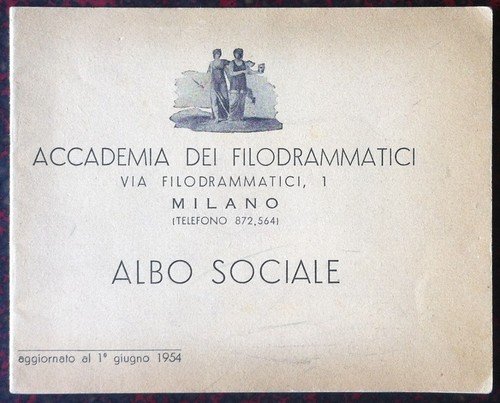 ACCADEMIA DEI FILODRAMMATICI
VIA FILODRAMMATICI, 1
MILANO
(TELEFONO 872,564)
ALBO SOCIALE
aggiornato al 1° giugno 1954